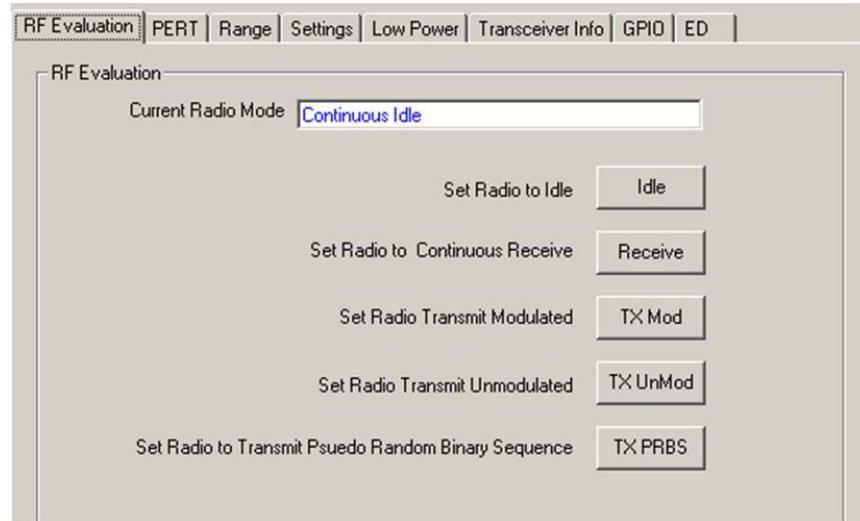 RF Evaluation PERT Range Settings Low Power Transceiver Info GPIO ED
RF Evaluation
Current Radio Mode Continuous Idle
Set Radio to Idle Idle
Set Radio to Continuous Receive Receive
Set Radio Transmit Modulated TX Mod
Set Radio Transmit Unmodulated TX UnMod
Set Radio to Transmit Psuedo Random Binary Sequence TX PRBS